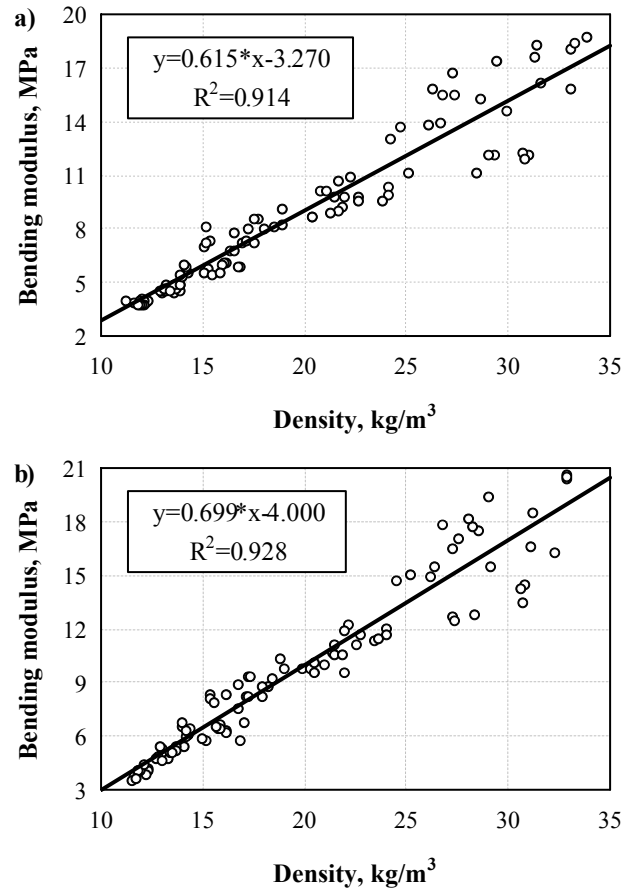 a)
Bending modulus, MPa
20
17
14
11
8
5
2
y=0.615*x-3.270
R²=0.914
10 15 20 25 30 35
Density, kg/m³
b)
Bending modulus, MPa
21
18
15
12
9
6
3
y=0.699*x-4.000
R²=0.928
10 15 20 25 30 35
Density, kg/m³